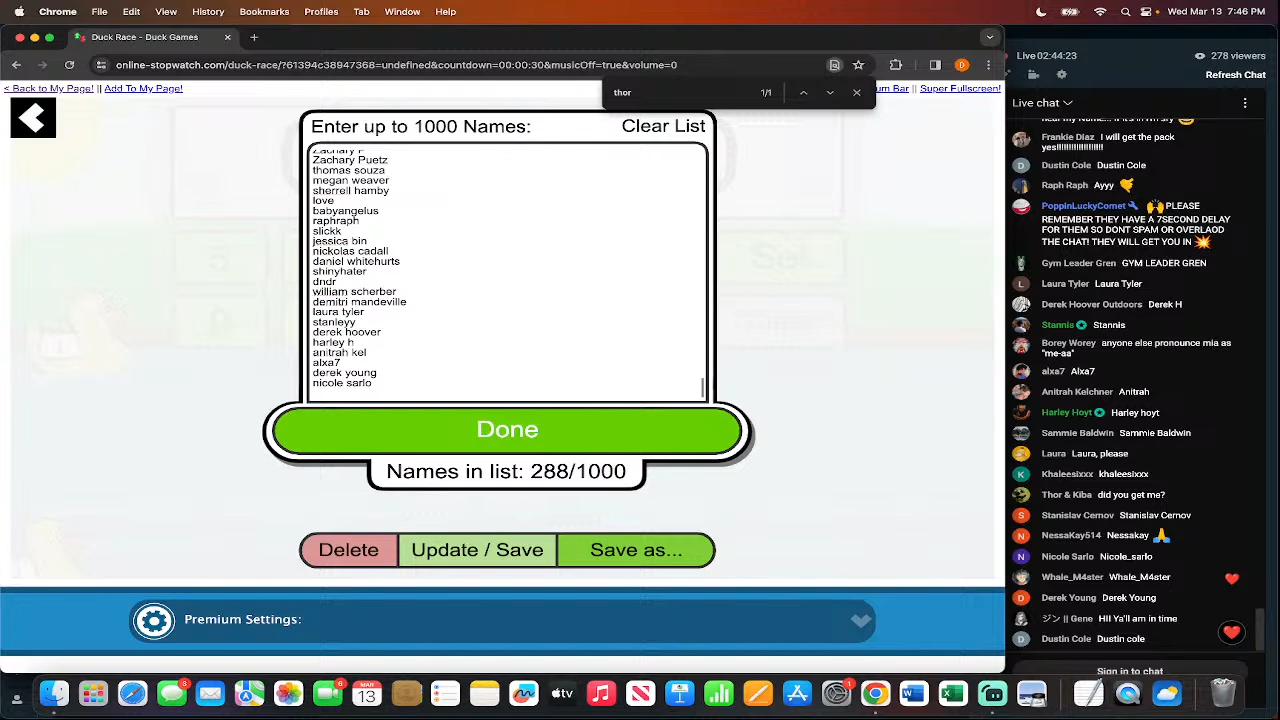 Chrome File Edit View History Bookmarks Profiles Tab Window Help Wed Mar 13 7:46 PM
Duck Race - Duck Games
online-stopwatch.com/duck-race/?61394c38947368=undefined&countdown=00:00:30&musicOff=true&volume=0
D
< Back to My Page! || Add To My Page!
thor 1/1
um Bar || Super Fullscreen!
Enter up to 1000 Names: Clear List
Zachary P
Zachary Puetz
thomas souza
megan weaver
sherrell hamby
love
babyangelus
raphraph
slickk
jessica bin
nickolas cadall
daniel whitehurts
shinyhater
dndr
william scherber
demitri mandeville
laura tyler
stanleyy
derek hoover
harley h
anitrah kel
alxa7
derek young
nicole sarlo
Done
Names in list: 288/1000
Delete Update / Save Save as...
Premium Settings:
Live 02:44:23 278 viewers
Refresh Chat
Live chat
Frankie Diaz I will get the pack
yes!!!!!!!!!!!!!!!!!!!
D Dustin Cole Dustin Cole
Raph Raph Ayyy
PoppinLuckyComet PLEASE
REMEMBER THEY HAVE A 7SECOND DELAY
FOR THEM SO DONT SPAM OR OVERLAOD
THE CHAT! THEY WILL GET YOU IN
Gym Leader Gren GYM LEADER GREN
L Laura Tyler Laura Tyler
Derek Hoover Outdoors Derek H
Stannis Stannis
Borey Worey anyone else pronounce mia as
"me-aa"
alxa7 Alxa7
Anitrah Kelchner Anitrah
Harley Hoyt Harley hoyt
Sammie Baldwin Sammie Baldwin
Laura Laura, please
K Khaleesixxx khaleesixxx
Thor & Kiba did you get me?
S Stanislav Cernov Stanislav Cernov
N NessaKay514 Nessakay
N Nicole Sarlo Nicole_sarlo
Whale_M4ster Whale_M4ster
D Derek Young Derek Young
ジン || Gene HII Ya'll am in time
D Dustin Cole Dustin cole
Sign in to chat
8 6 MAR 13 tv 1